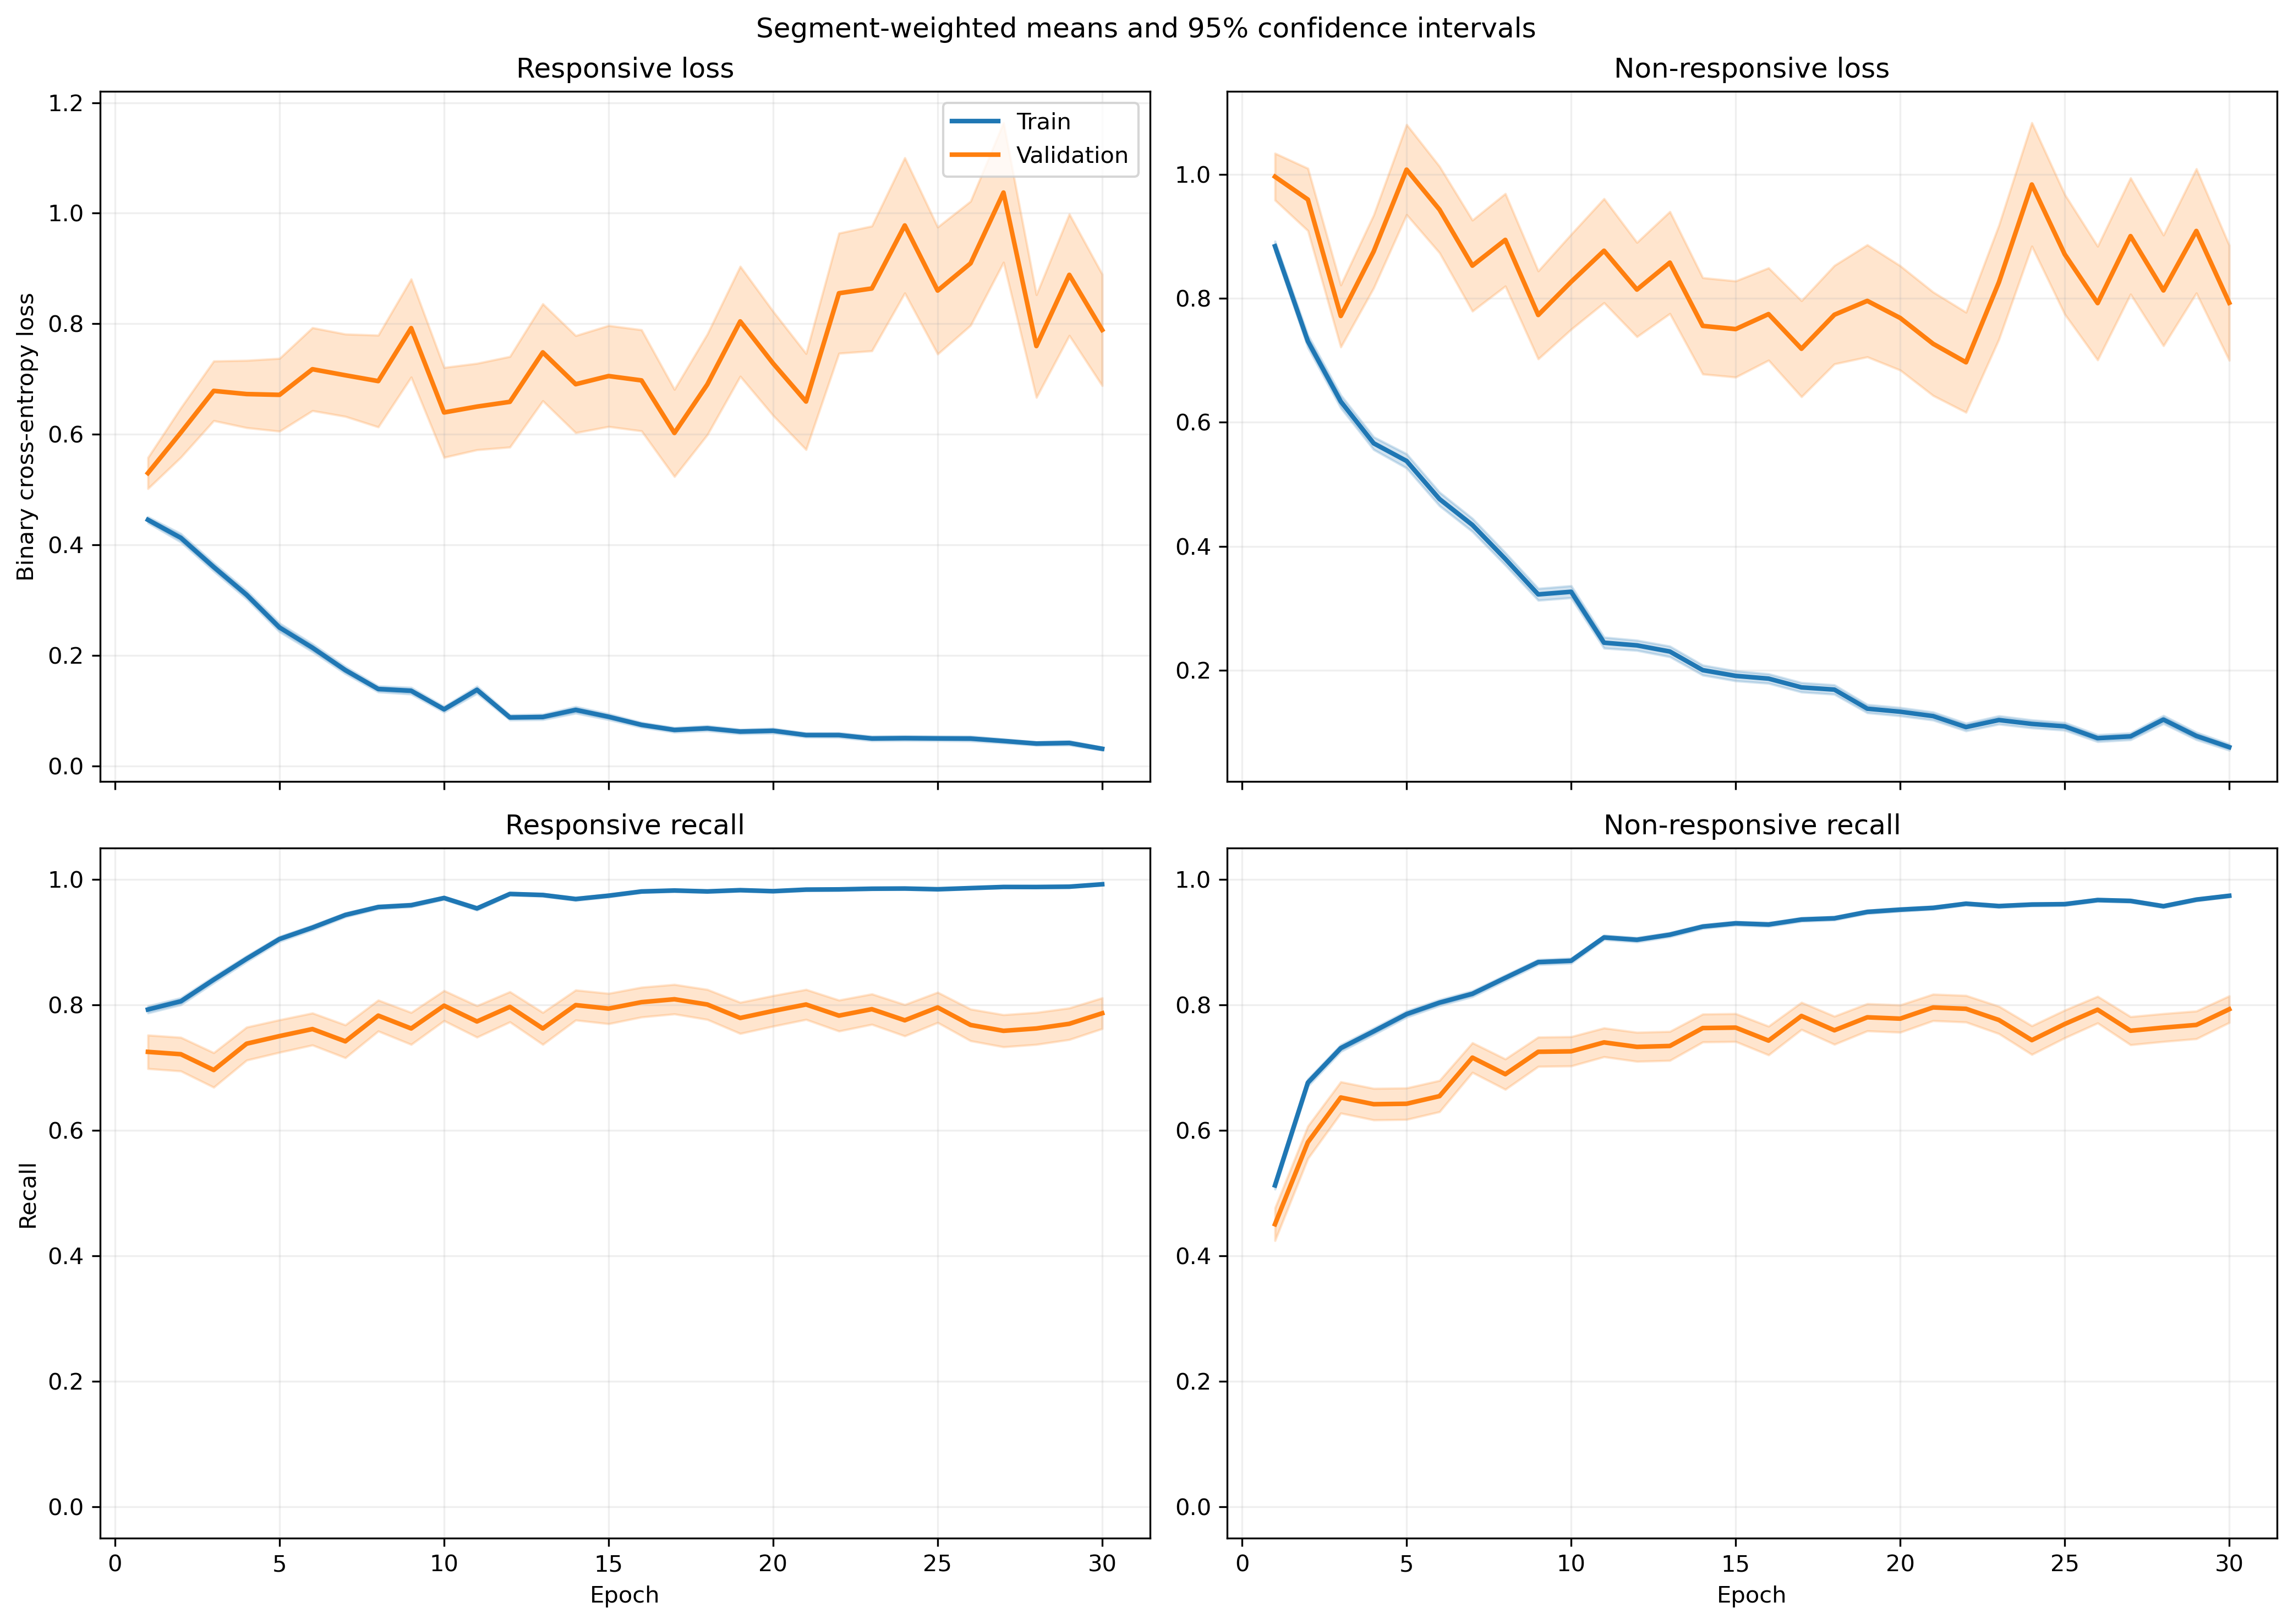 Segment-weighted means and 95% confidence intervals
Responsive loss
Non-responsive loss
Binary cross-entropy loss
1.2
1.0
0.8
0.6
0.4
0.2
0.0
Train
Validation
1.0
0.8
0.6
0.4
0.2
Responsive recall
Non-responsive recall
Recall
1.0
0.8
0.6
0.4
0.2
0.0
0 5 10 15 20 25 30
Epoch
1.0
0.8
0.6
0.4
0.2
0.0
0 5 10 15 20 25 30
Epoch